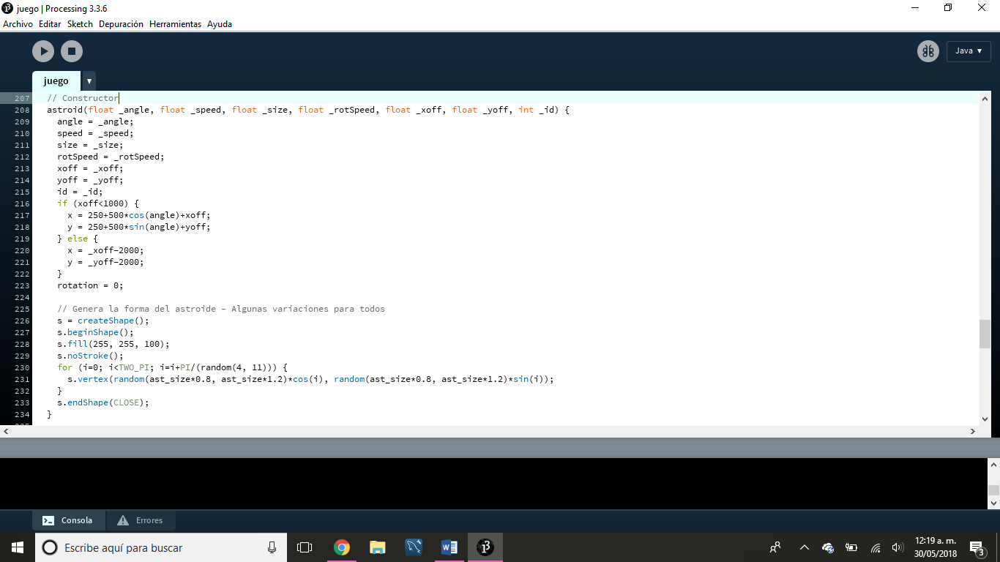 juego | Processing 3.3.6
Archivo Editar Sketch Depuración Herramientas Ayuda
Java ▼
juego ▼
207 // Constructor
208 astroid(float _angle, float _speed, float _size, float _rotSpeed, float _xoff, float _yoff, int _id) {
209 angle = _angle;
210 speed = _speed;
211 size = _size;
212 rotSpeed = _rotSpeed;
213 xoff = _xoff;
214 yoff = _yoff;
215 id = _id;
216 if (xoff<1000) {
217 x = 250+500*cos(angle)+xoff;
218 y = 250+500*sin(angle)+yoff;
219 } else {
220 x = _xoff-2000;
221 y = _yoff-2000;
222 }
223 rotation = 0;
224
225 // Genera la forma del astroide - Algunas variaciones para todos
226 s = createShape();
227 s.beginShape();
228 s.fill(255, 255, 100);
229 s.noStroke();
230 for (i=0; i<TWO_PI; i=i+PI/(random(4, 11))) {
231 s.vertex(random(ast_size*0.8, ast_size*1.2)*cos(i), random(ast_size*0.8, ast_size*1.2)*sin(i));
232 }
233 s.endShape(CLOSE);
234 }
Consola Errores
Escribe aquí para buscar
12:19 a. m.
30/05/2018
3